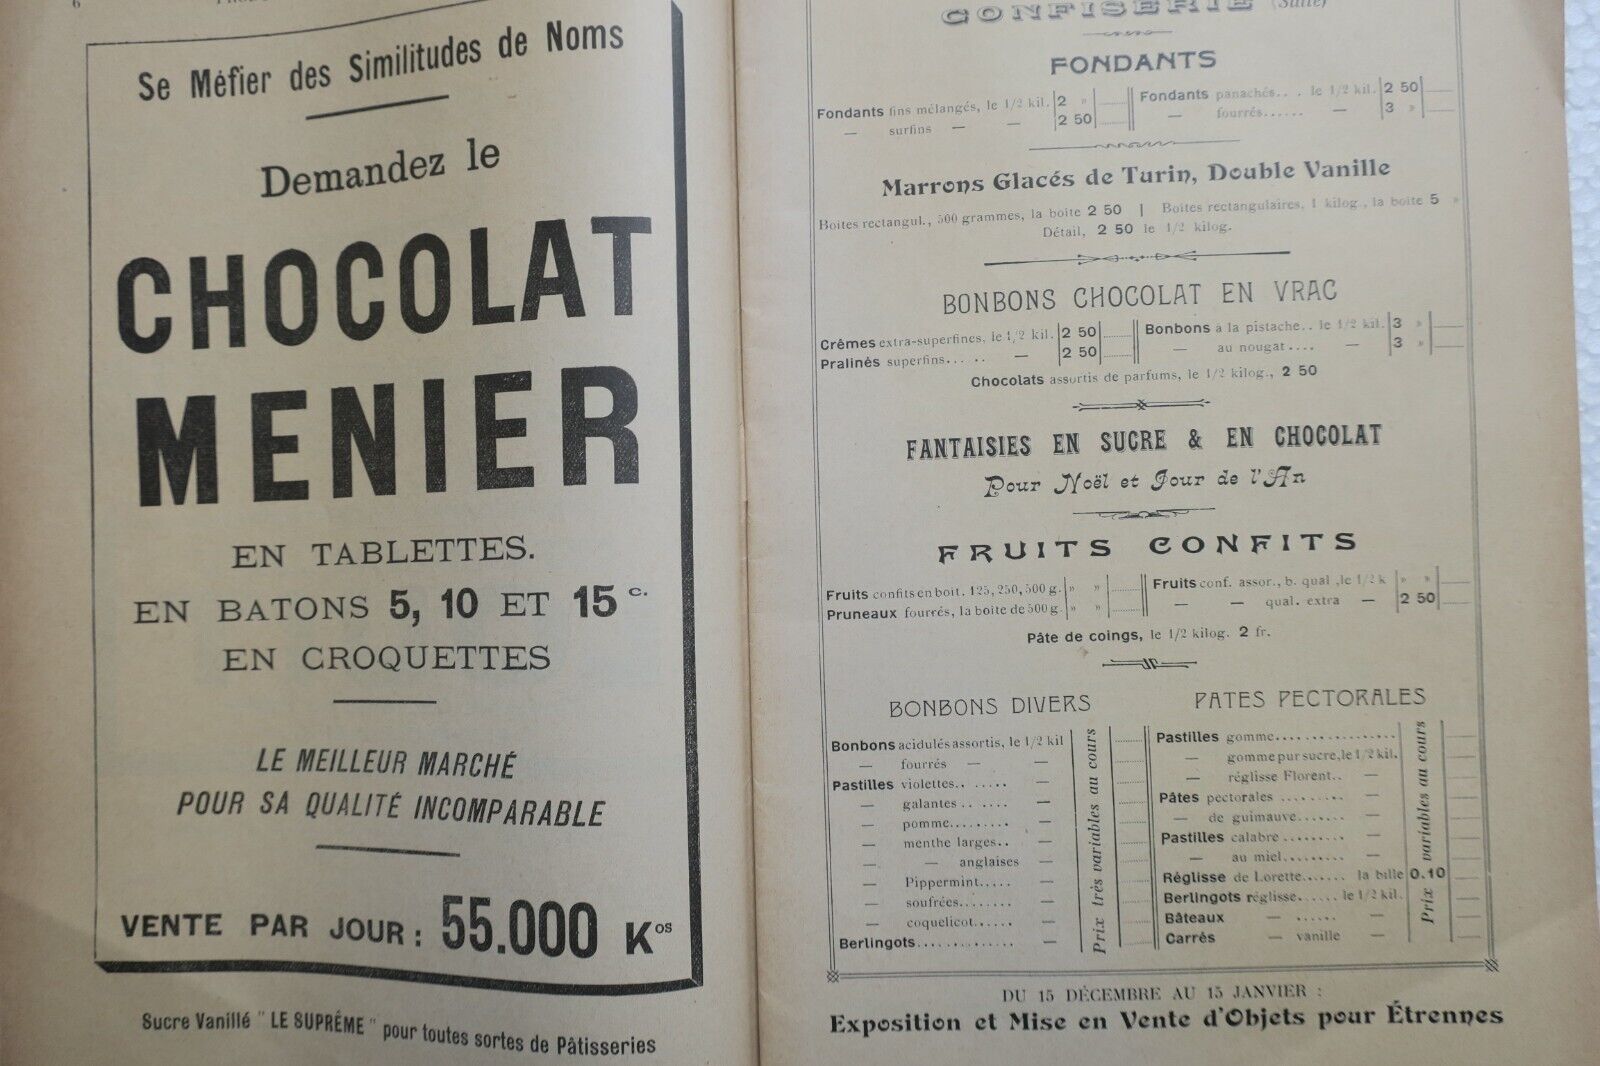 6
Se Méfier des Similitudes de Noms
Demandez le
CHOCOLAT
MENIER
EN TABLETTES.
EN BATONS 5, 10 ET 15 c.
EN CROQUETTES
LE MEILLEUR MARCHÉ
POUR SA QUALITÉ INCOMPARABLE
VENTE PAR JOUR : 55.000 Kos
Sucre Vanillé "LE SUPRÊME" pour toutes sortes de Pâtisseries
CONFISERIE (Suite)
FONDANTS
Fondants fins mélangés, le 1/2 kil. 2 »
— surfins — — 2 50
Fondants panachés... le 1/2 kil. 2 50
— fourrés...... — 3 »
Marrons Glacés de Turin, Double Vanille
Boites rectangul., 500 grammes, la boite 2 50 | Boites rectangulaires, 1 kilog., la boite 5 »
Détail, 2 50 le 1/2 kilog.
BONBONS CHOCOLAT EN VRAC
Crêmes extra-superfines, le 1/2 kil. 2 50
Pralinés superfins..... — 2 50
Bonbons à la pistache.. le 1/2 kil. 3 »
— au nougat.... — 3 »
Chocolats assortis de parfums, le 1/2 kilog., 2 50
FANTAISIES EN SUCRE & EN CHOCOLAT
Pour Noël et Jour de l'An
FRUITS CONFITS
Fruits confits en boit. 125, 250, 500 g. » »
Pruneaux fourrés, la boite de 500 g. » »
Fruits conf. assor., b. qual., le 1/2 k » »
— — qual. extra — 2 50
Pâte de coings, le 1/2 kilog. 2 fr.
BONBONS DIVERS
Bonbons acidulés assortis, le 1/2 kil
— fourrés — —
Pastilles violettes....... —
— galantes....... —
— pomme......... —
— menthe larges.. —
— — anglaises —
— Pippermint..... —
— soufrées........ —
— coquelicot...... —
Berlingots.............. —
Prix très variables au cours
PATES PECTORALES
Pastilles gomme.................
— gomme pur sucre, le 1/2 kil.
— réglisse Florent.. —
Pâtes pectorales ......... —
— de guimauve....... —
Pastilles calabre ......... —
— au miel......... —
Réglisse de Lorette....... la bille 0.10
Berlingots réglisse...... le 1/2 kil.
Bâteaux — ...... —
Carrés — vanille —
Prix variables au cours
DU 15 DÉCEMBRE AU 15 JANVIER :
Exposition et Mise en Vente d'Objets pour Étrennes